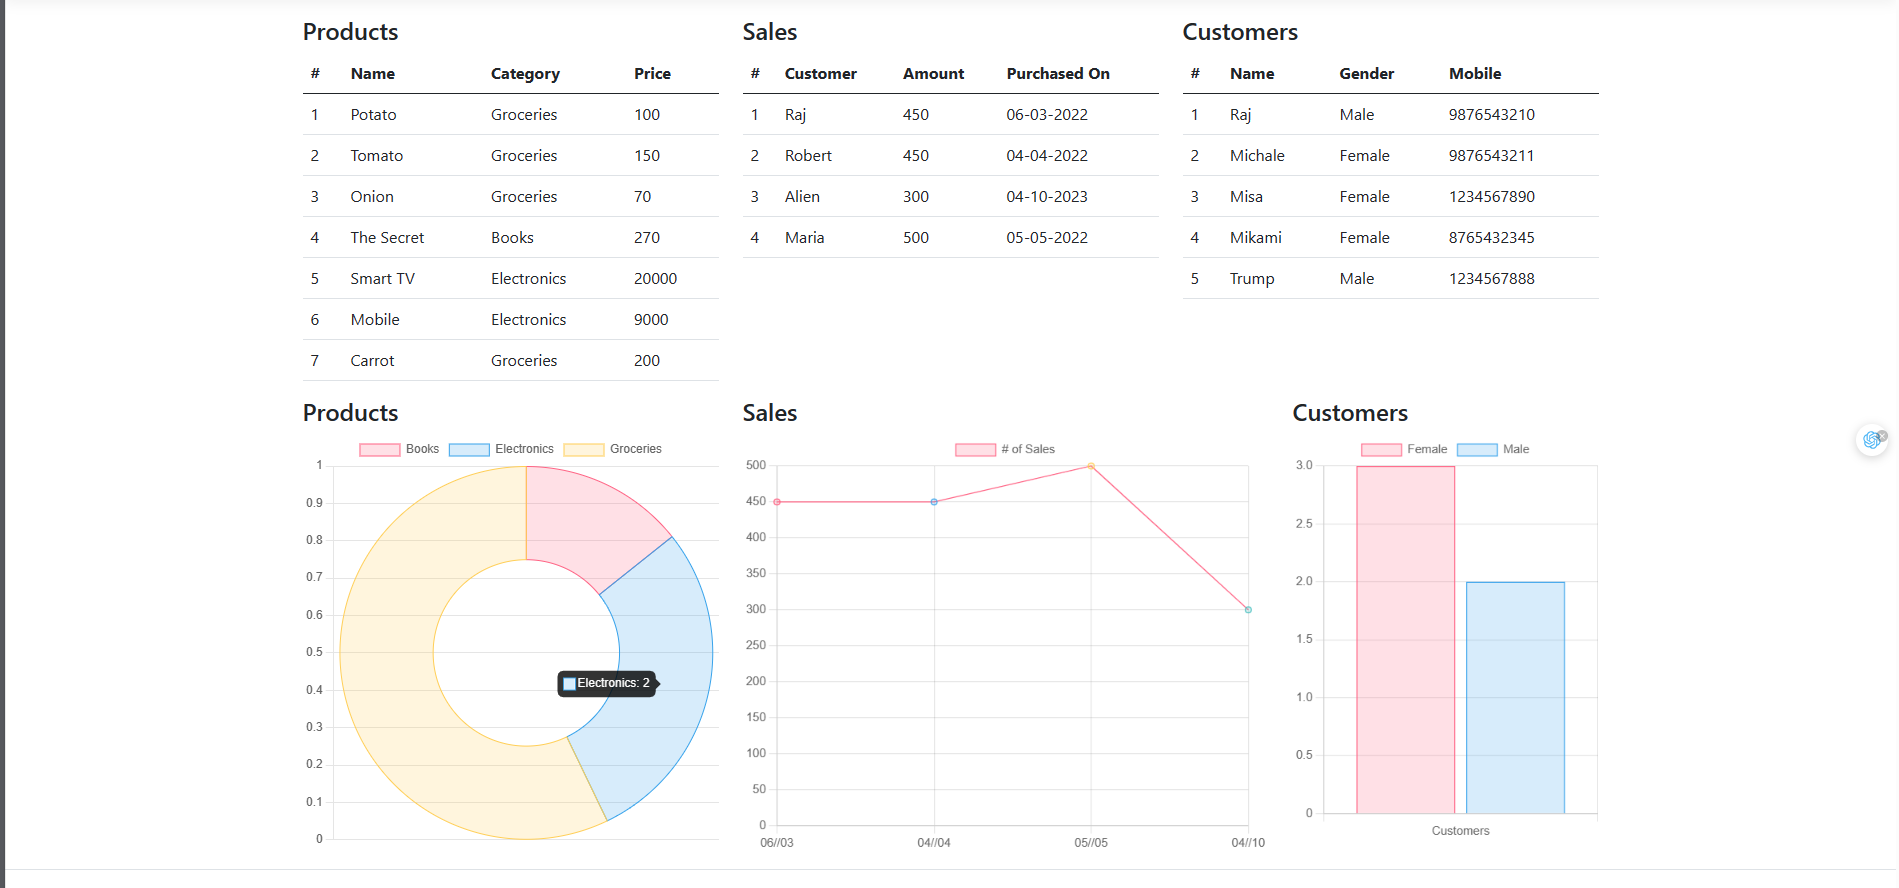 Products
# Name Category Price
1 Potato Groceries 100
2 Tomato Groceries 150
3 Onion Groceries 70
4 The Secret Books 270
5 Smart TV Electronics 20000
6 Mobile Electronics 9000
7 Carrot Groceries 200
Sales
# Customer Amount Purchased On
1 Raj 450 06-03-2022
2 Robert 450 04-04-2022
3 Alien 300 04-10-2023
4 Maria 500 05-05-2022
Customers
# Name Gender Mobile
1 Raj Male 9876543210
2 Michale Female 9876543211
3 Misa Female 1234567890
4 Mikami Female 8765432345
5 Trump Male 1234567888
Products
Books Electronics Groceries
1
0.9
0.8
0.7
0.6
0.5
0.4
0.3
0.2
0.1
0
Electronics: 2
Sales
# of Sales
500
450
400
350
300
250
200
150
100
50
0
06//03 04//04 05//05 04//10
Customers
Female Male
3.0
2.5
2.0
1.5
1.0
0.5
0
Customers